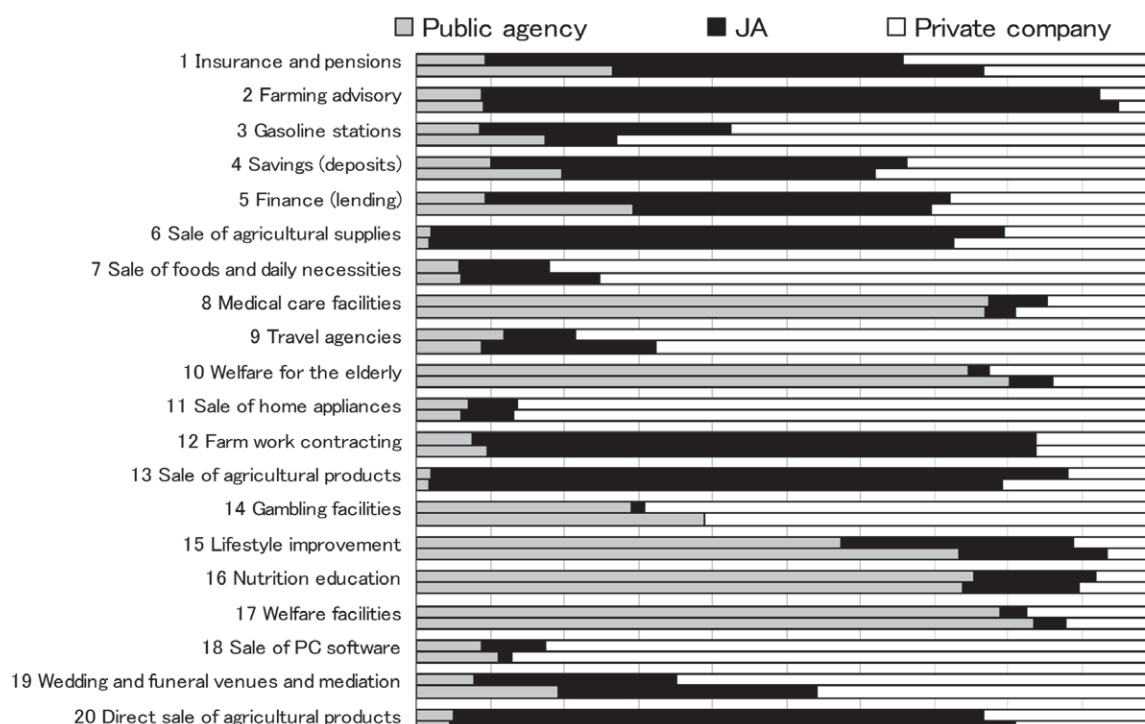 Public agency JA Private company
1 Insurance and pensions
2 Farming advisory
3 Gasoline stations
4 Savings (deposits)
5 Finance (lending)
6 Sale of agricultural supplies
7 Sale of foods and daily necessities
8 Medical care facilities
9 Travel agencies
10 Welfare for the elderly
11 Sale of home appliances
12 Farm work contracting
13 Sale of agricultural products
14 Gambling facilities
15 Lifestyle improvement
16 Nutrition education
17 Welfare facilities
18 Sale of PC software
19 Wedding and funeral venues and mediation
20 Direct sale of agricultural products